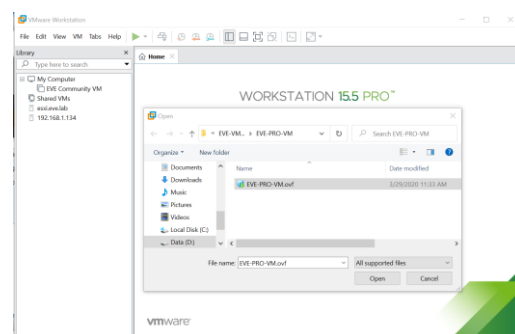 VMware Workstation
File Edit View VM Tabs Help
Library
Type here to search
My Computer
EVE Community VM
Shared VMs
esxi.eve.lab
192.168.1.134
Home
WORKSTATION 15.5 PRO™
Open
EVE-VM... > EVE-PRO-VM
Search EVE-PRO-VM
Organize New folder
Name Date modified
Documents
Downloads
Music
Pictures
Videos
Local Disk (C:)
Data (D:)
EVE-PRO-VM.ovf 3/29/2020 11:33 AM
File name: EVE-PRO-VM.ovf All supported files
Open Cancel
vmware